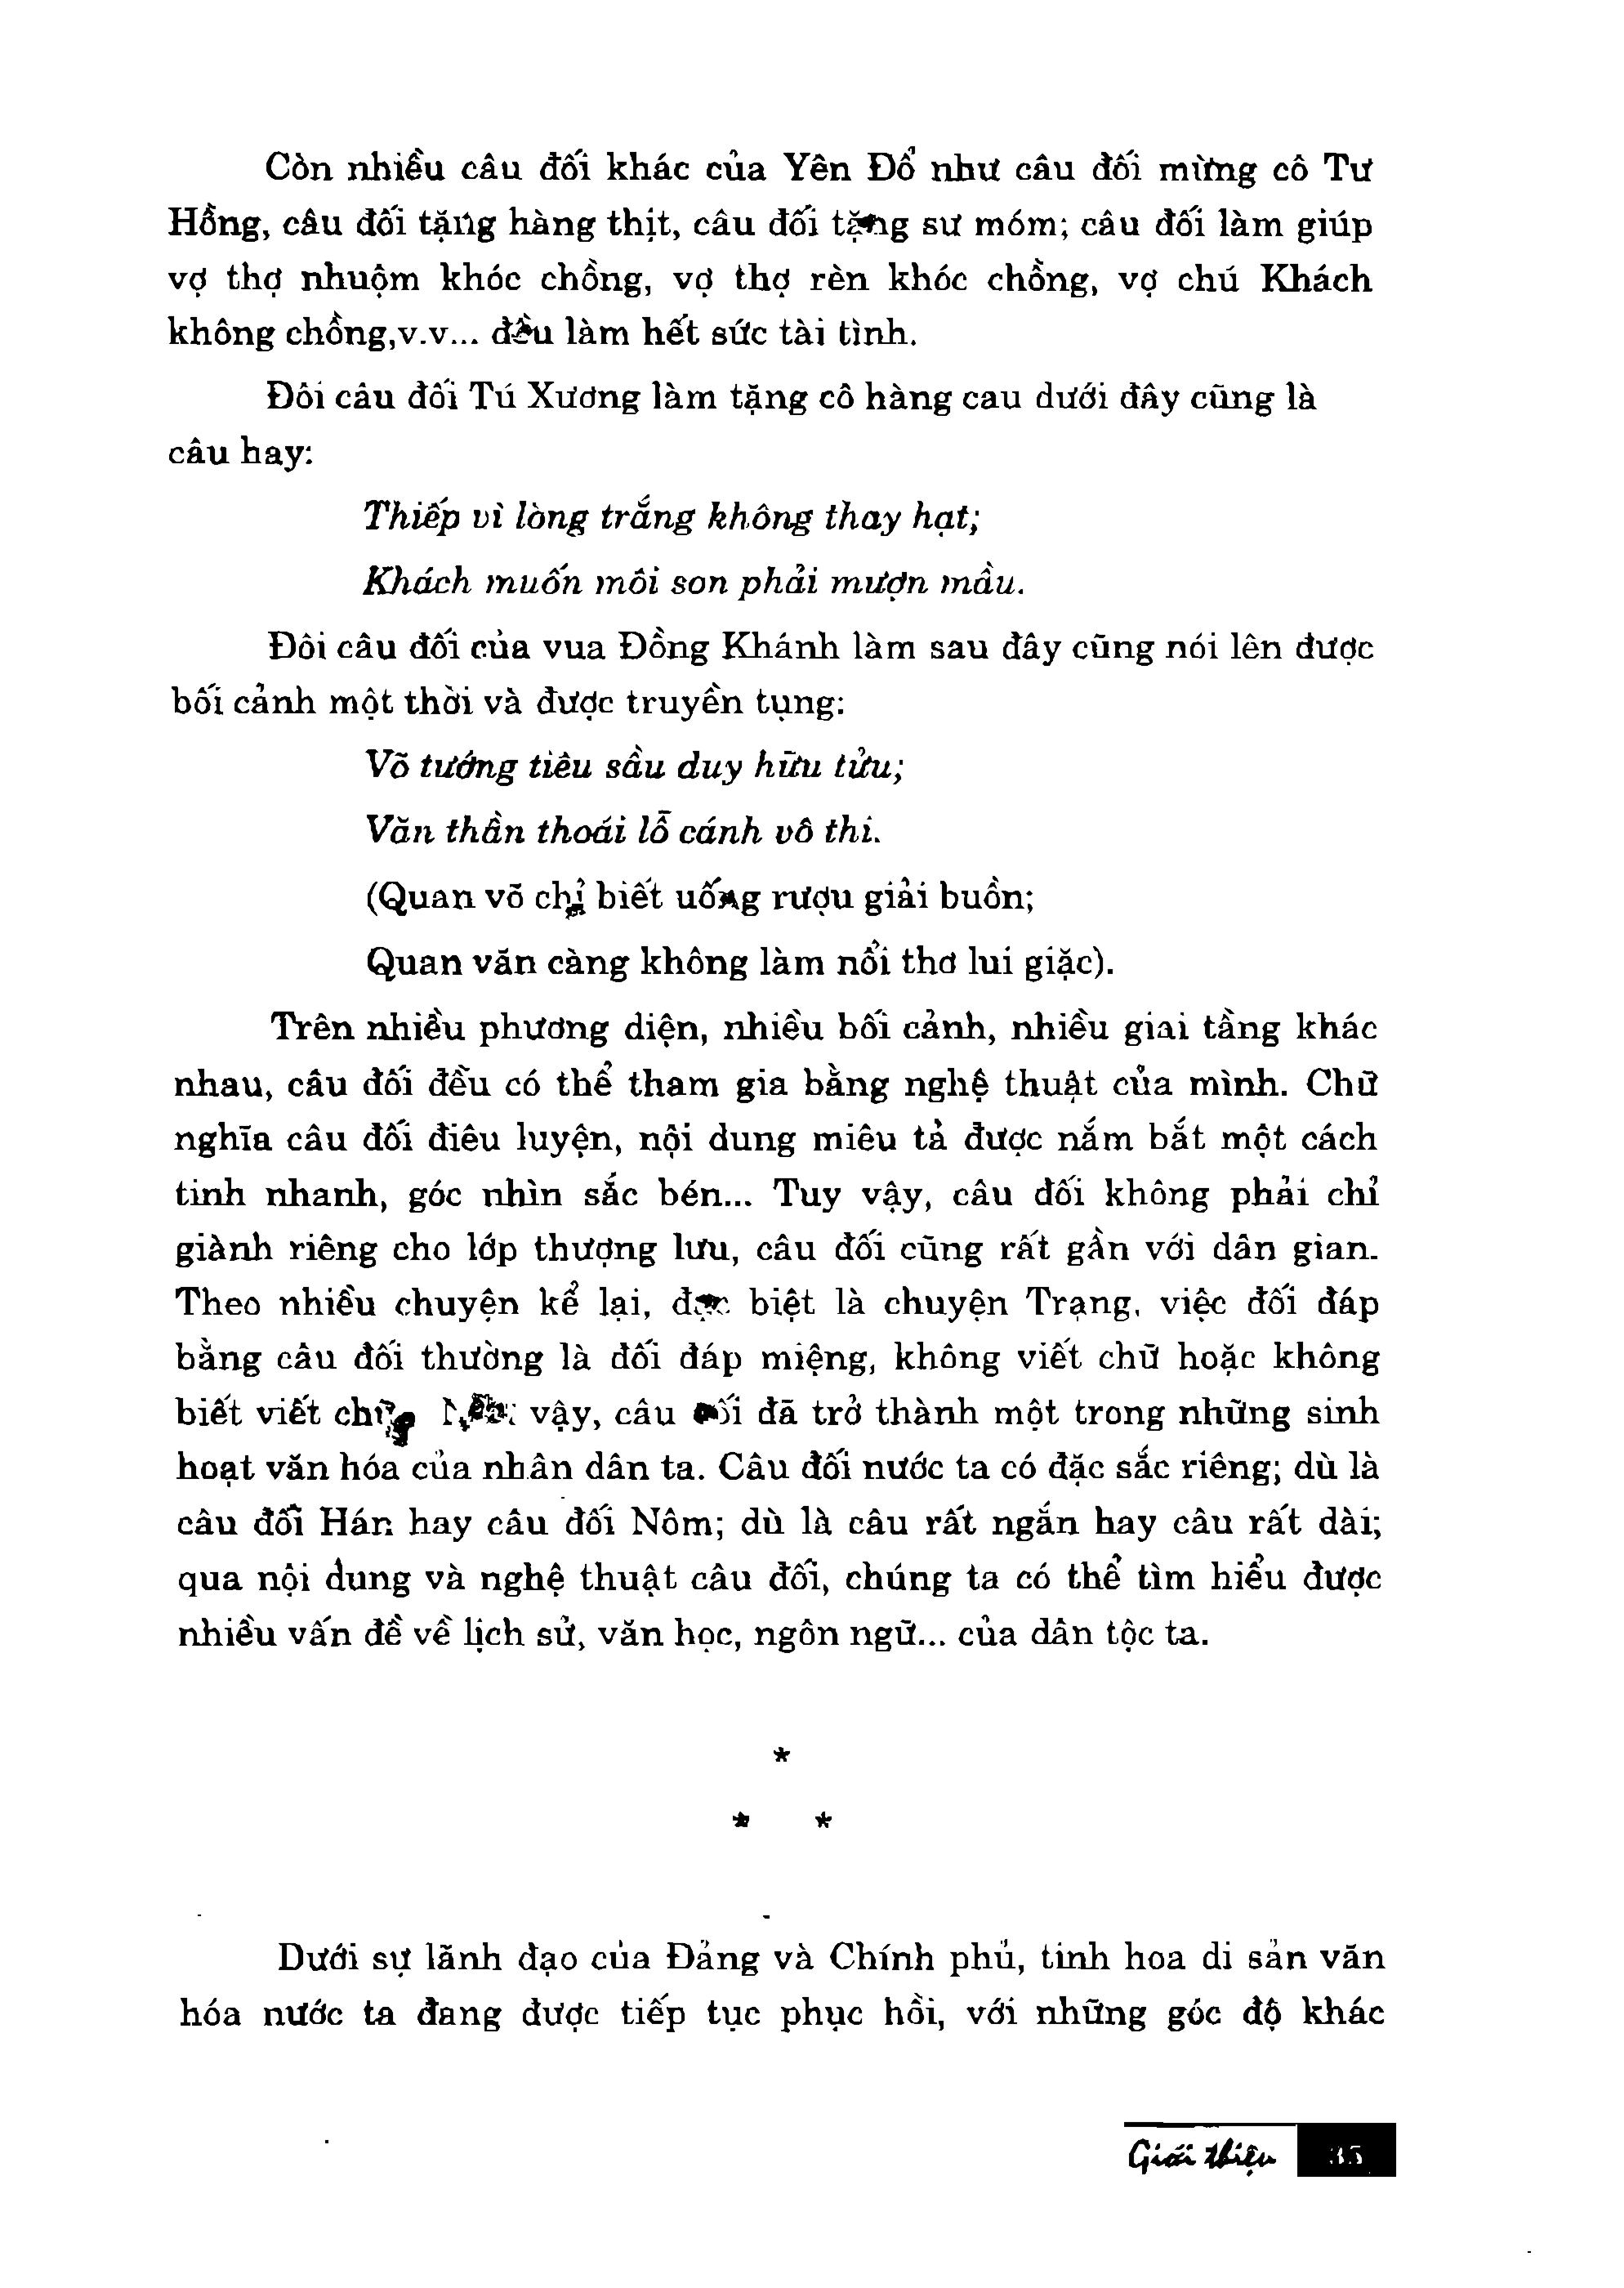 Còn nhiều câu đối khác của Yên Đổ như câu đối mừng cô Tư
Hồng, câu đối tặng hàng thịt, câu đối tặng sư móm; câu đối làm giúp
vợ thợ nhuộm khóc chồng, vợ thợ rèn khóc chồng, vợ chú Khách
không chồng,v.v... đều làm hết sức tài tình.
Đôi câu đối Tú Xương làm tặng cô hàng cau dưới đây cũng là
câu hay:
Thiếp vì lòng trắng không thay hạt;
Khách muốn môi son phải mượn mầu.
Đôi câu đối của vua Đồng Khánh làm sau đây cũng nói lên được
bối cảnh một thời và được truyền tụng:
Võ tướng tiêu sầu duy hữu tửu;
Văn thần thoái lỗ cánh vô thi.
(Quan võ chỉ biết uống rượu giải buồn;
Quan văn càng không làm nổi thơ lui giặc).
Trên nhiều phương diện, nhiều bối cảnh, nhiều giai tầng khác
nhau, câu đối đều có thể tham gia bằng nghệ thuật của mình. Chữ
nghĩa câu đối điêu luyện, nội dung miêu tả được nắm bắt một cách
tinh nhanh, góc nhìn sắc bén... Tuy vậy, câu đối không phải chỉ
giành riêng cho lớp thượng lưu, câu đối cũng rất gần với dân gian.
Theo nhiều chuyện kể lại, đặc biệt là chuyện Trạng, việc đối đáp
bằng câu đối thường là đối đáp miệng, không viết chữ hoặc không
biết viết chữ vậy, câu đối đã trở thành một trong những sinh
hoạt văn hóa của nhân dân ta. Câu đối nước ta có đặc sắc riêng; dù là
câu đối Hán hay câu đối Nôm; dù là câu rất ngắn hay câu rất dài;
qua nội dung và nghệ thuật câu đối, chúng ta có thể tìm hiểu được
nhiều vấn đề về lịch sử, văn học, ngôn ngữ... của dân tộc ta.
*
* *
Dưới sự lãnh đạo của Đảng và Chính phủ, tinh hoa di sản văn
hóa nước ta đang được tiếp tục phục hồi, với những góc độ khác
Giới thiệu 35